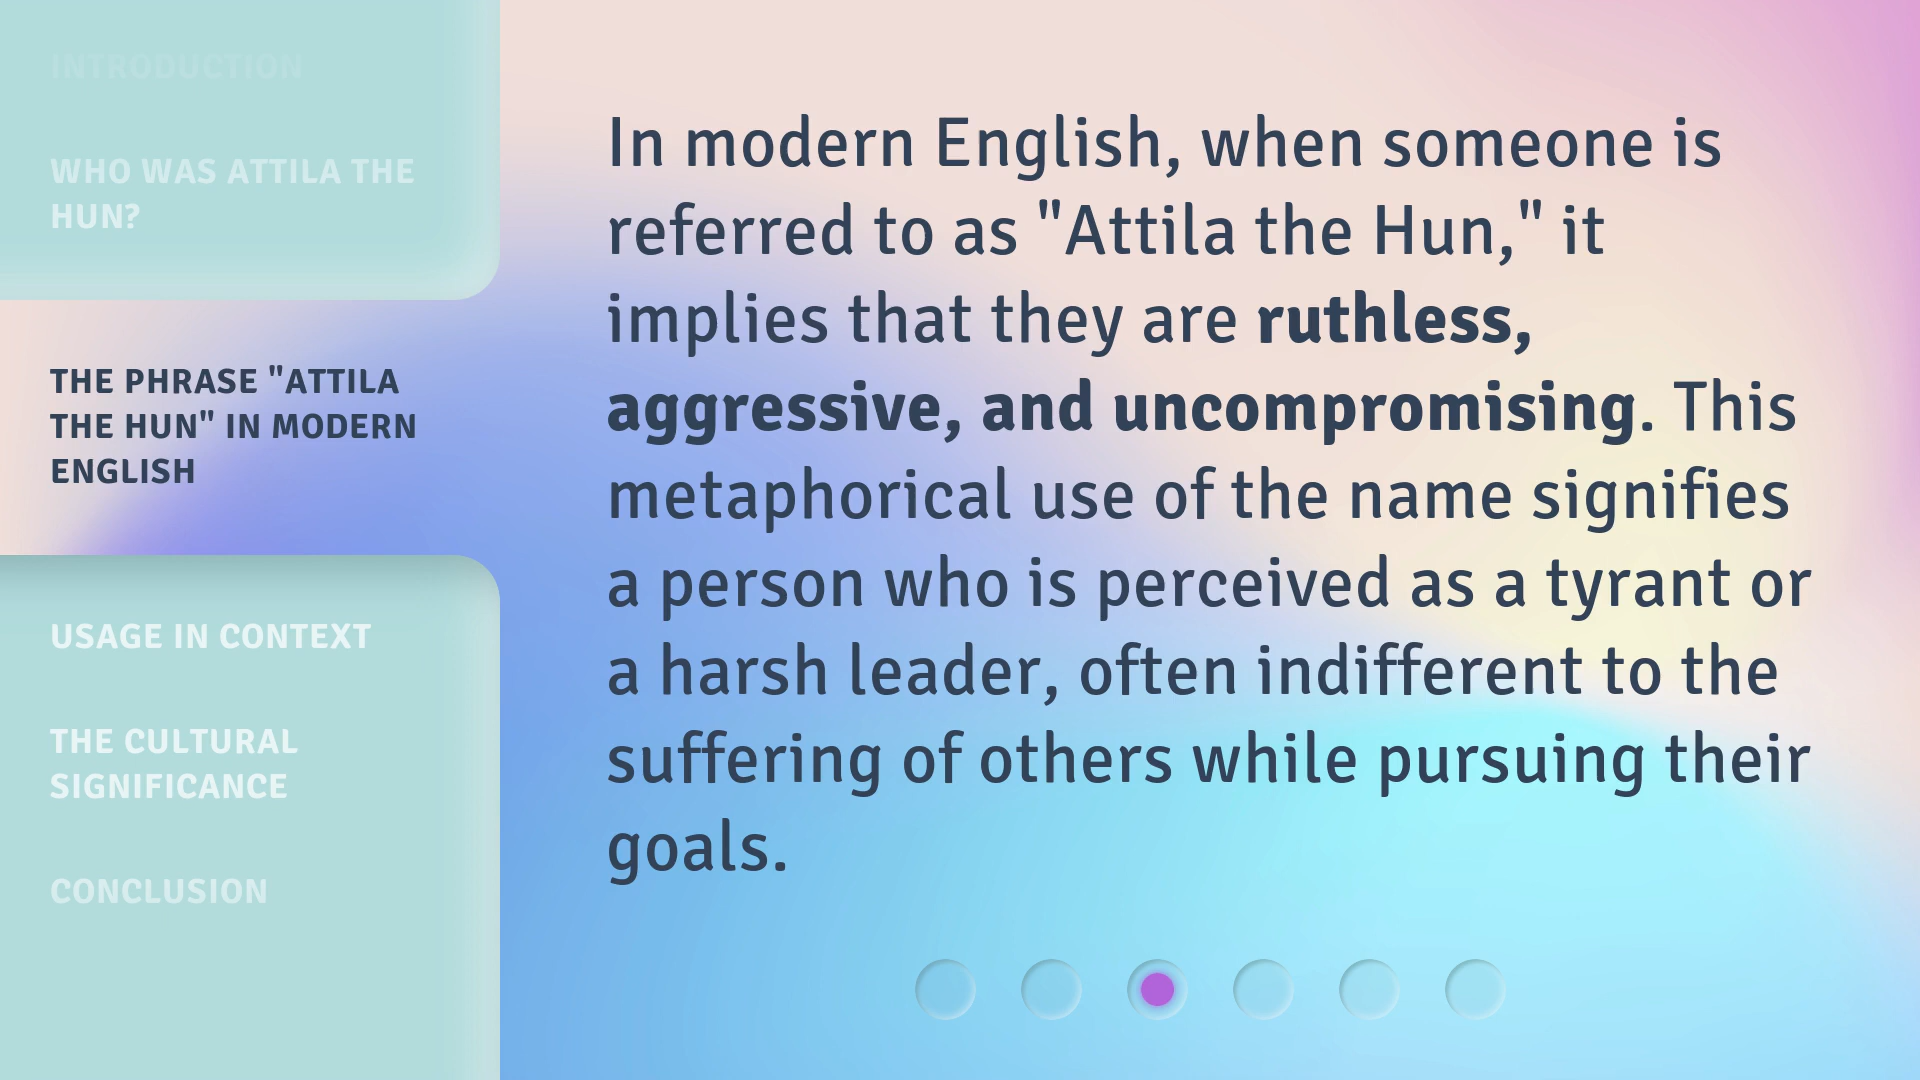 INTRODUCTION
WHO WAS ATTILA THE
HUN?
THE PHRASE "ATTILA
THE HUN" IN MODERN
ENGLISH
USAGE IN CONTEXT
THE CULTURAL
SIGNIFICANCE
CONCLUSION
In modern English, when someone is
referred to as "Attila the Hun," it
implies that they are ruthless,
aggressive, and uncompromising. This
metaphorical use of the name signifies
a person who is perceived as a tyrant or
a harsh leader, often indifferent to the
suffering of others while pursuing their
goals.